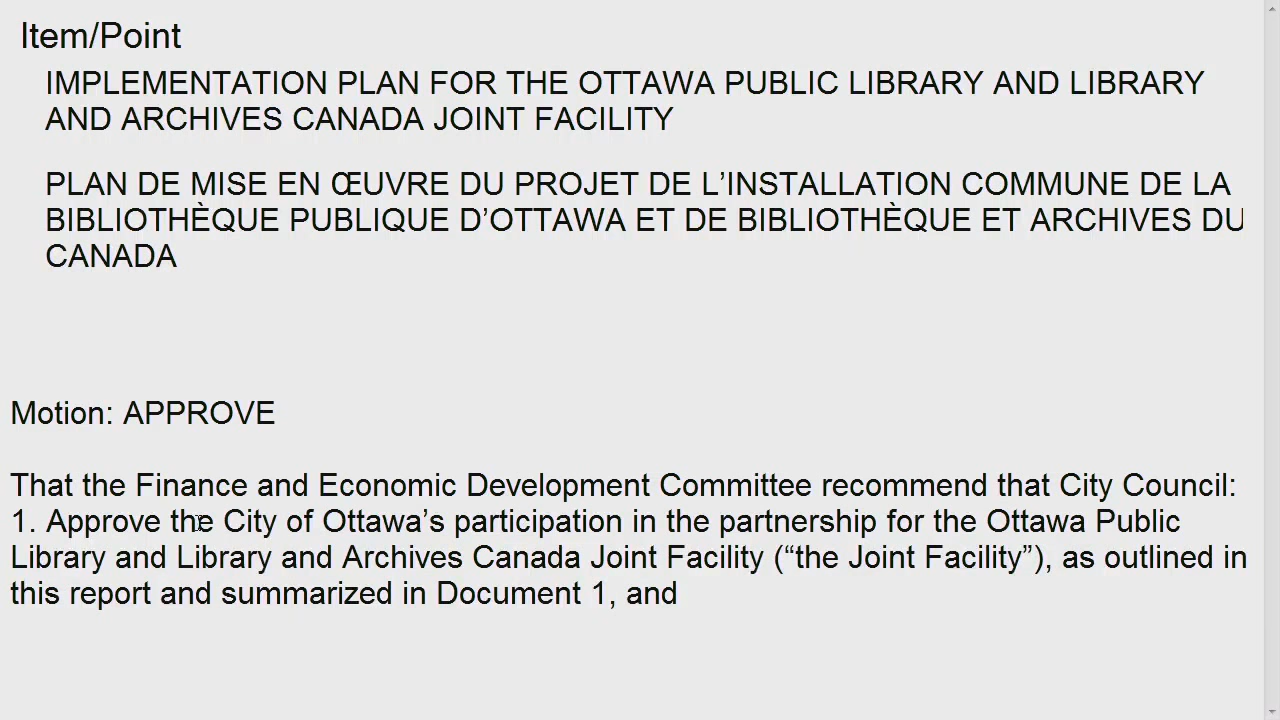 Item/Point
IMPLEMENTATION PLAN FOR THE OTTAWA PUBLIC LIBRARY AND LIBRARY
AND ARCHIVES CANADA JOINT FACILITY
PLAN DE MISE EN ŒUVRE DU PROJET DE L’INSTALLATION COMMUNE DE LA
BIBLIOTHÈQUE PUBLIQUE D’OTTAWA ET DE BIBLIOTHÈQUE ET ARCHIVES DU
CANADA
Motion: APPROVE
That the Finance and Economic Development Committee recommend that City Council:
1. Approve the City of Ottawa’s participation in the partnership for the Ottawa Public
Library and Library and Archives Canada Joint Facility (“the Joint Facility”), as outlined in
this report and summarized in Document 1, and